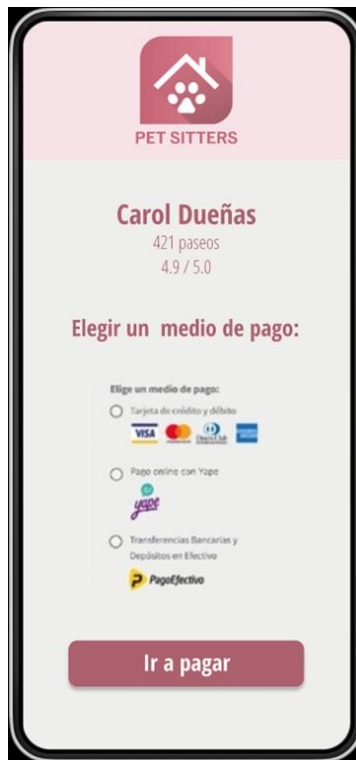 PET SITTERS
Carol Dueñas
421 paseos
4.9 / 5.0
Elegir un medio de pago:
Elige un medio de pago:
Tarjeta de crédito y débito
VISA
Diners Club
Pago online con Yape
yape
Transferencias Bancarias y
Depósitos en Efectivo
PagoEfectivo
Ir a pagar